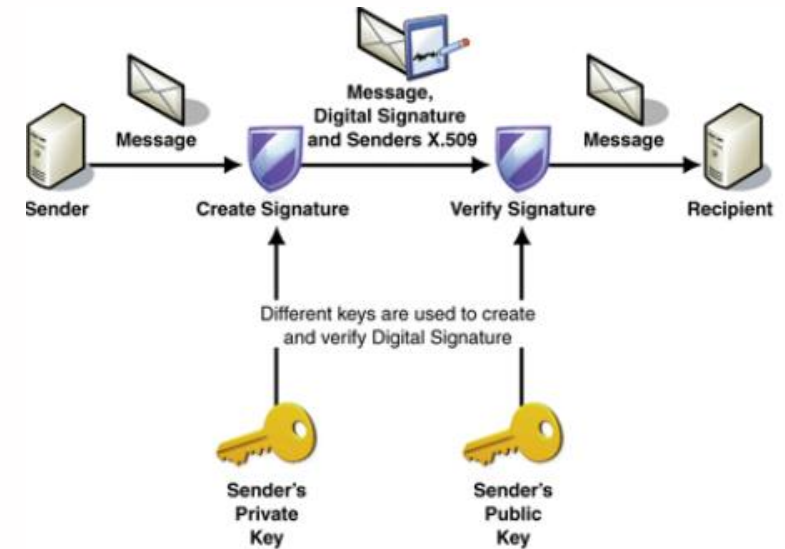 Message,
Digital Signature
and Senders X.509
Message
Message
Sender
Create Signature
Verify Signature
Recipient
Different keys are used to create
and verify Digital Signature
Sender's
Private
Key
Sender's
Public
Key